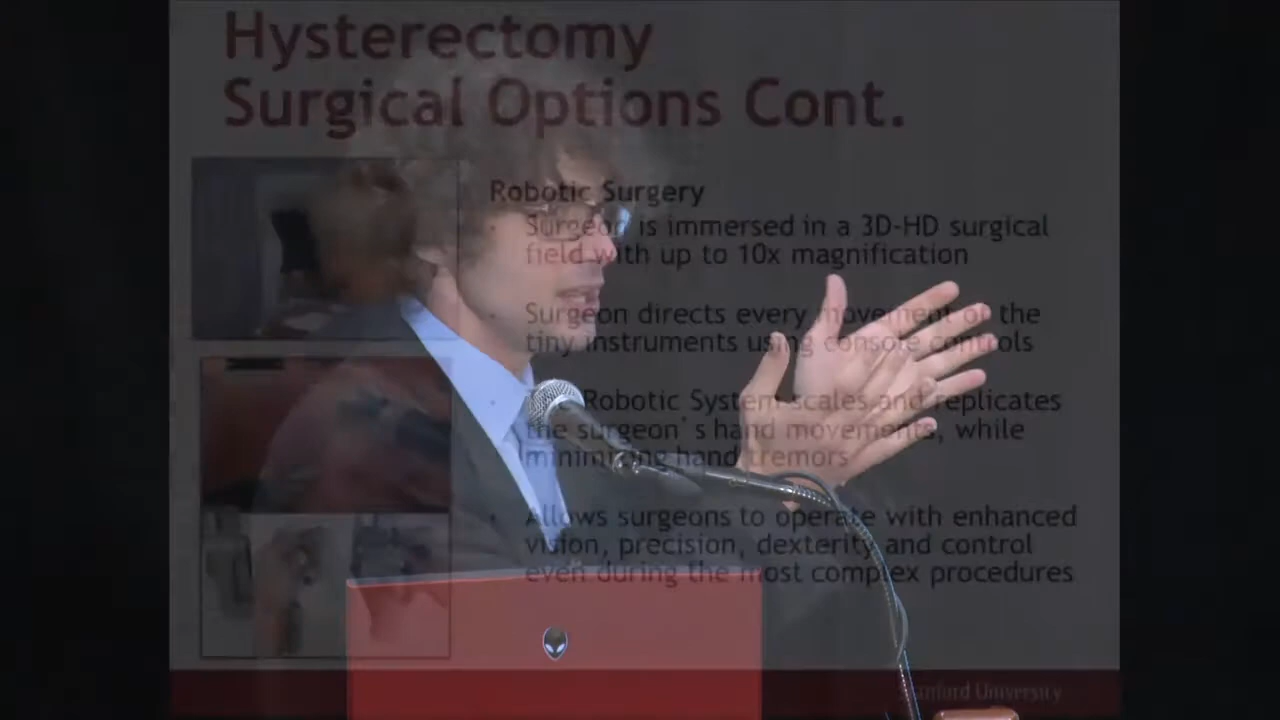 Hysterectomy
Surgical Options Cont.
Robotic Surgery
Surgeon is immersed in a 3D-HD surgical
field with up to 10x magnification
Surgeon directs every movement of the
tiny instruments using console controls
Robotic System scales and replicates
the surgeon's hand movements, while
minimizing hand tremors
Allows surgeons to operate with enhanced
vision, precision, dexterity and control
even during the most complex procedures
Stanford University